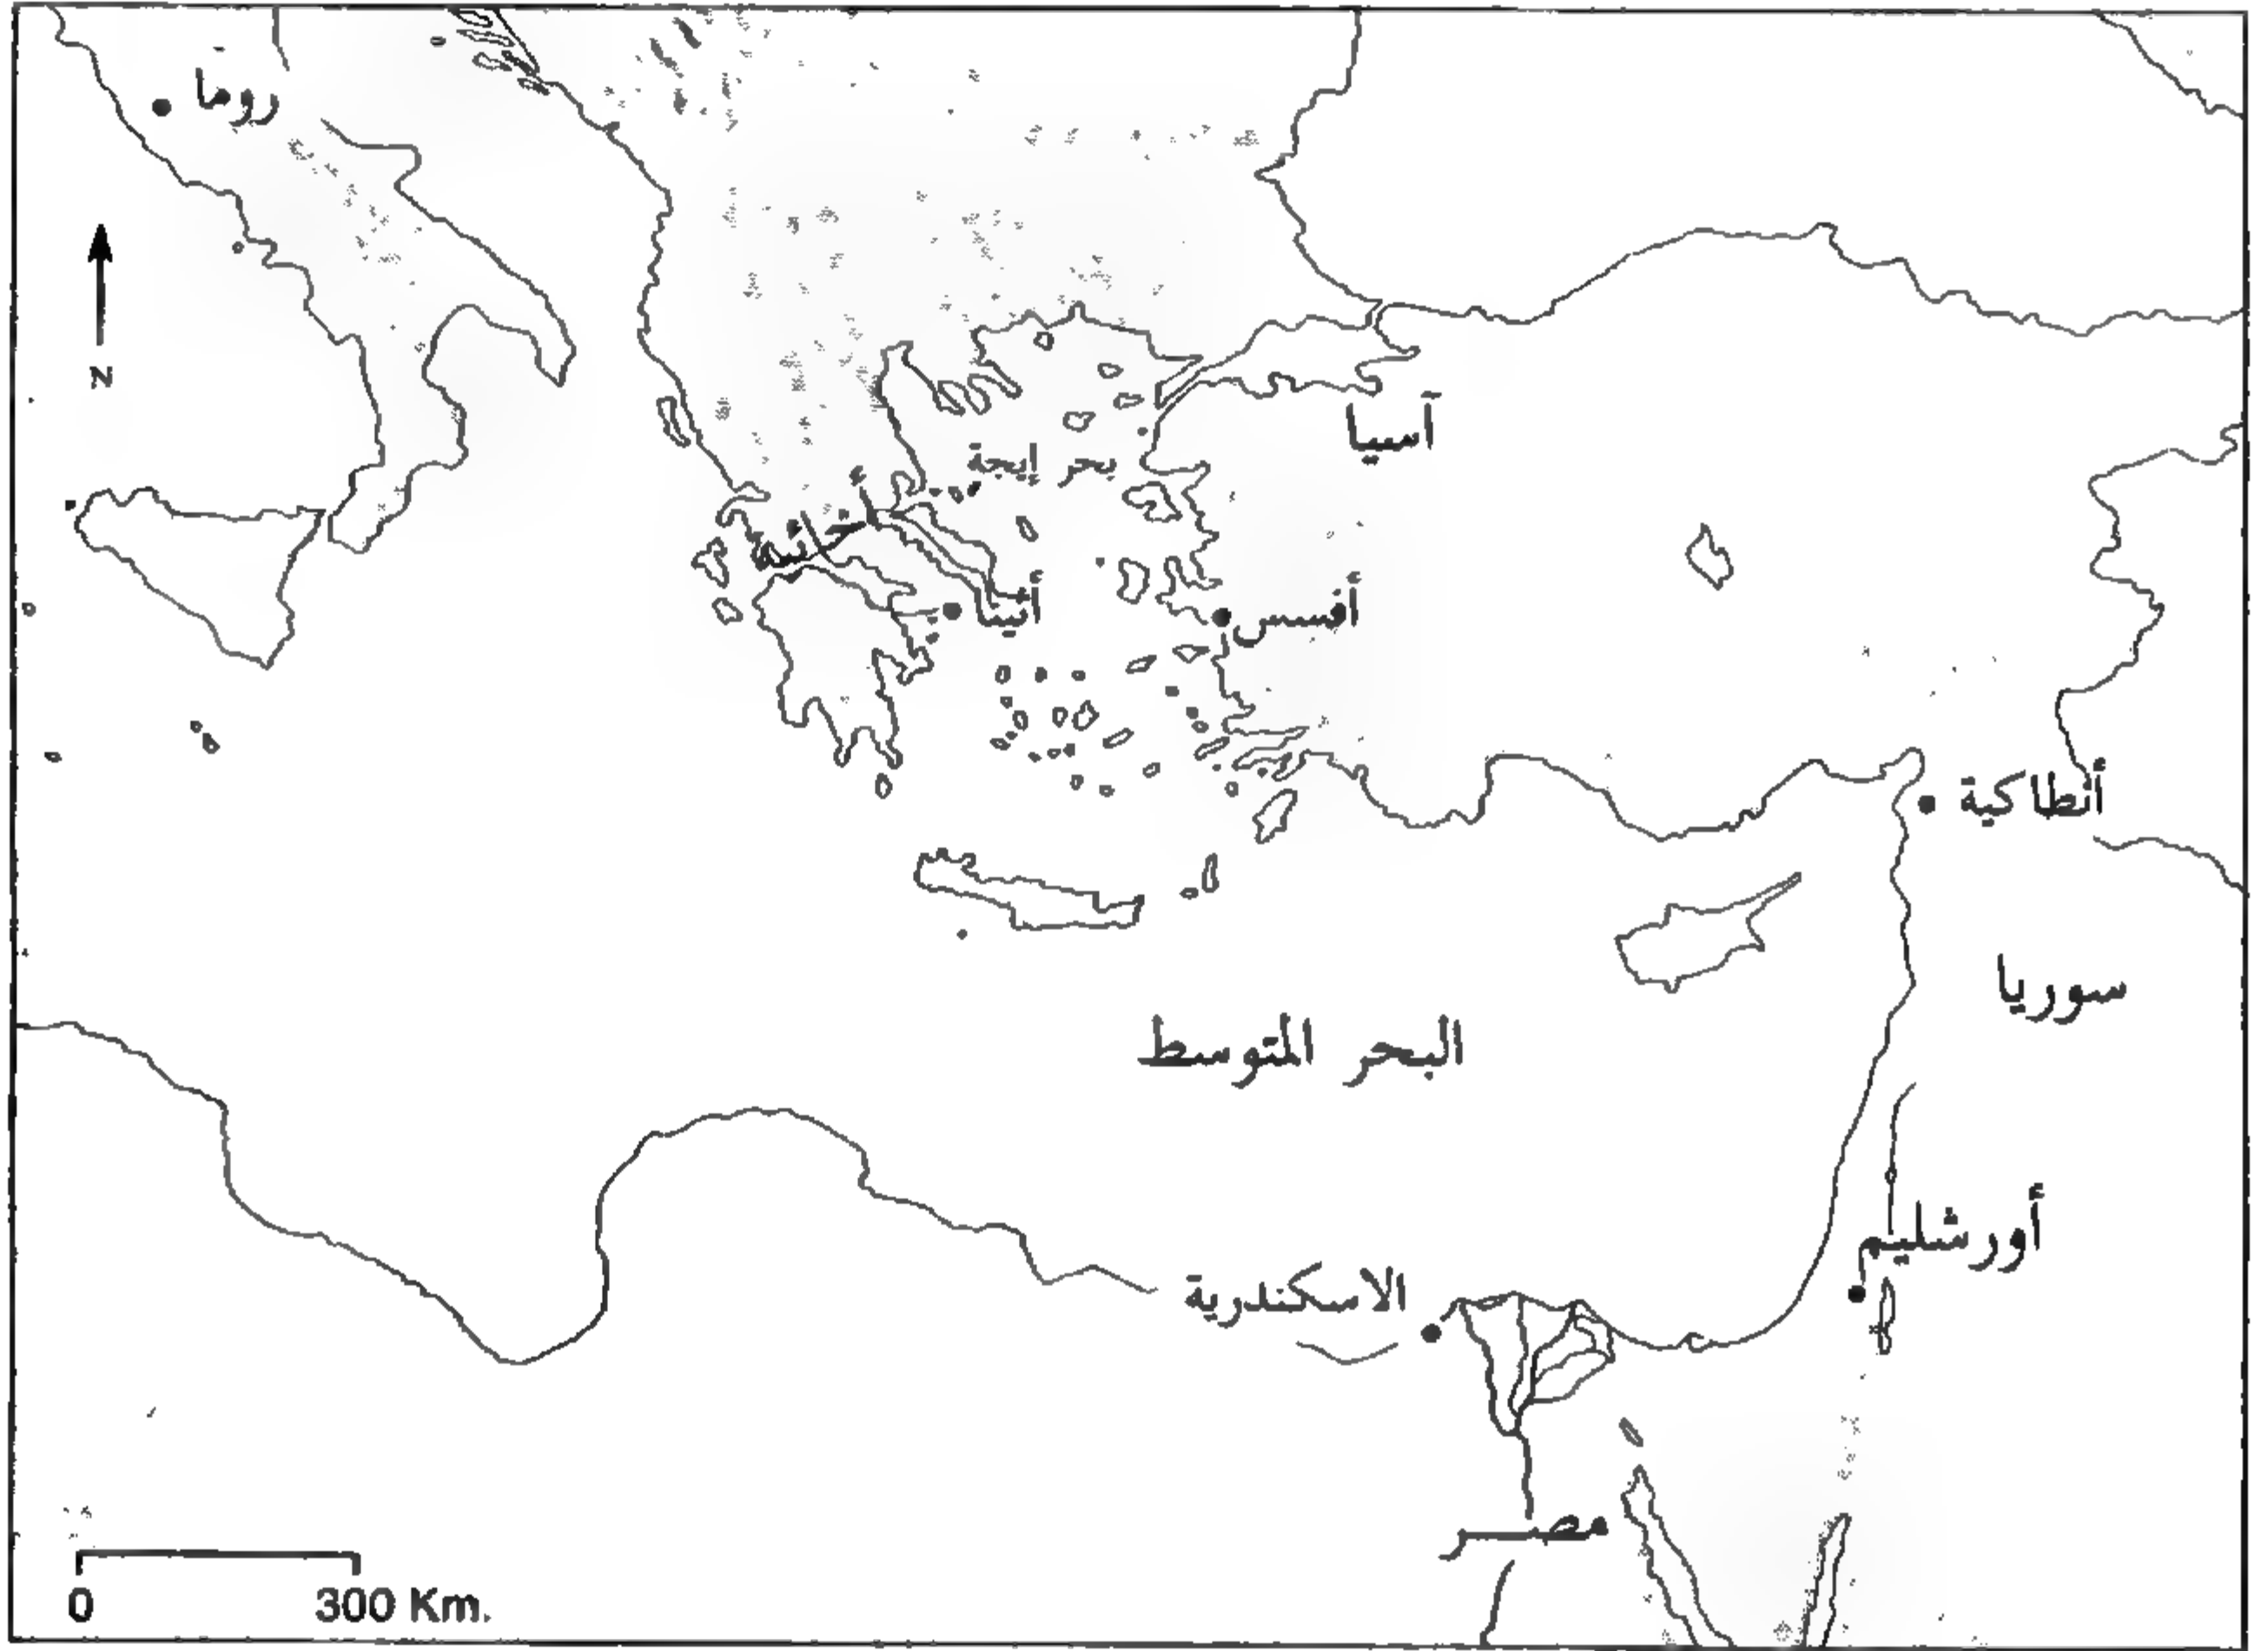 روما
N
آسيا
بحر إيجة
أخائية
أثينا
أفسس
أنطاكية
سوريا
البحر المتوسط
أورشليم
الاسكندرية
مصر
0 300 Km.